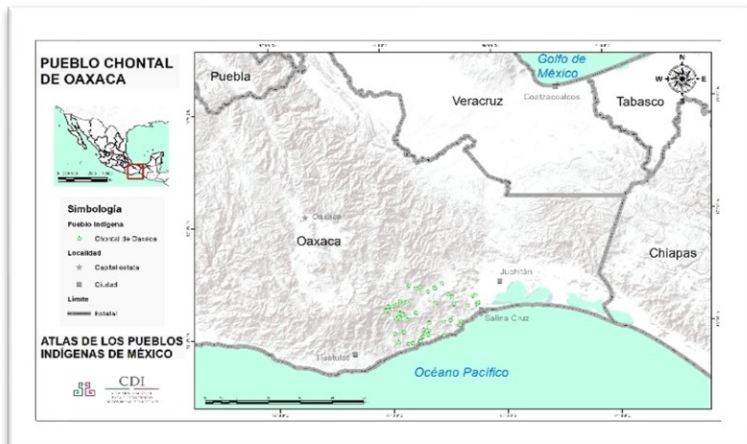 PUEBLO CHONTAL
DE OAXACA
Simbología
Pueblo Indígena
Chontal de Oaxaca
Localidad
Capital estatal
Ciudad
Límite
Estatal
ATLAS DE LOS PUEBLOS
INDÍGENAS DE MÉXICO
CDI
Puebla
Golfo de
México
N
W
E
S
Veracruz
Coatzacoalcos
Tabasco
Oaxaca
Oaxaca
Chiapas
Juchitán
Salina Cruz
Huatulco
Océano Pacífico